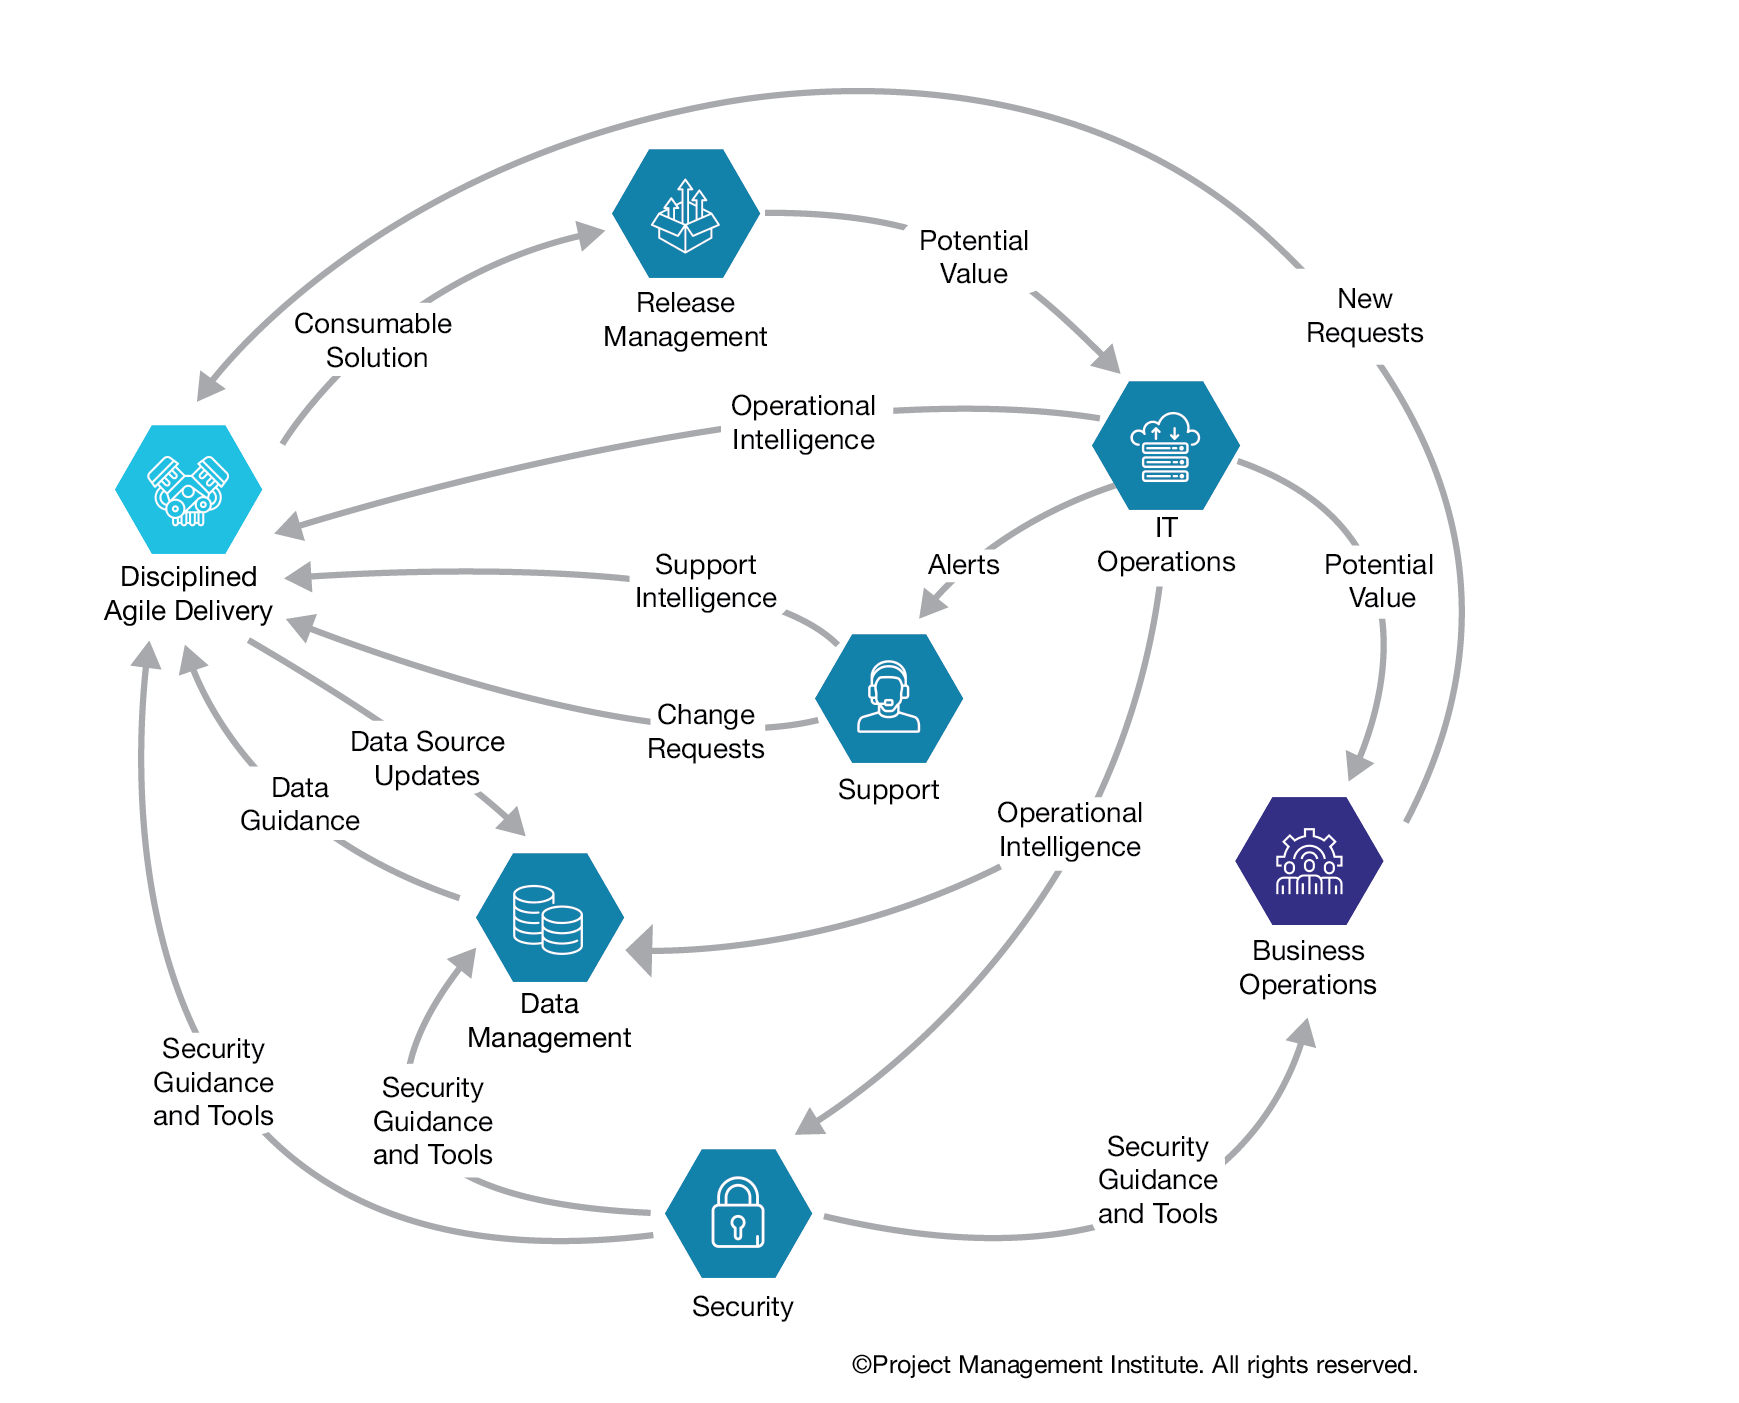 Potential
Value
New
Requests
Release
Management
Consumable
Solution
Operational
Intelligence
IT
Operations
Disciplined
Agile Delivery
Support
Intelligence
Alerts
Potential
Value
Change
Requests
Data Source
Updates
Data
Guidance
Support
Operational
Intelligence
Business
Operations
Data
Management
Security
Guidance
and Tools
Security
Guidance
and Tools
Security
Guidance
and Tools
Security
©Project Management Institute. All rights reserved.